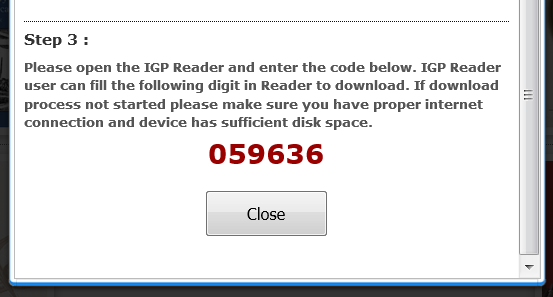 Step 3 :
Please open the IGP Reader and enter the code below. IGP Reader
user can fill the following digit in Reader to download. If download
process not started please make sure you have proper internet
connection and device has sufficient disk space.
059636
Close